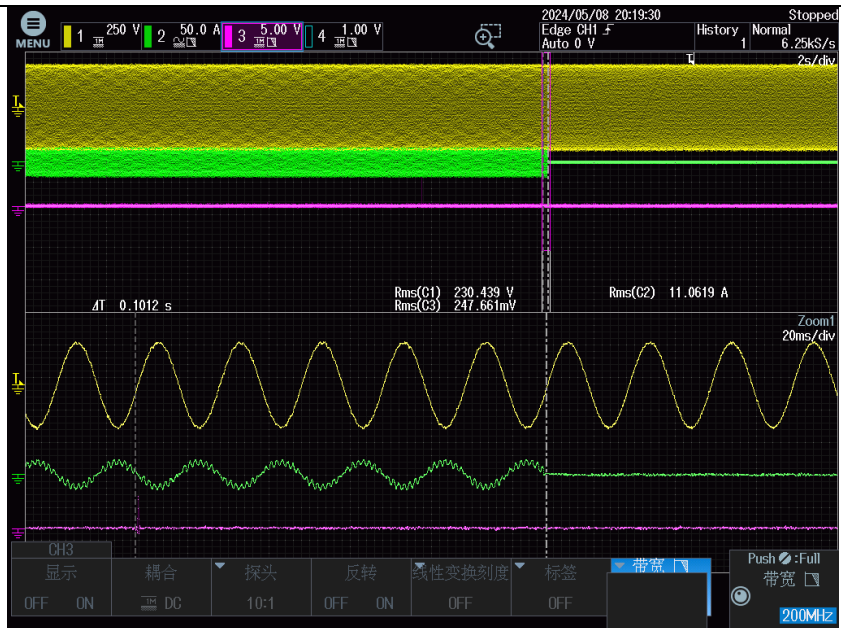 2024/05/08 20:19:30 Stopped
MENU 1 250 V 2 50.0 A 3 5.00 V 4 1.00 V Edge CH1 History Normal
1M 1M 1M Auto 0 V 1 6.25kS/s
T 2s/div
T
Rms(C1) 230.439 V Rms(C2) 11.0619 A
ΔT 0.1012 s Rms(C3) 247.661mV
Zoom1
20ms/div
T
CH3
显示 耦合 探头 反转 线性变换刻度 标签 带宽 Push :Full
带宽
OFF ON 1M DC 10:1 OFF ON OFF OFF
200MHz